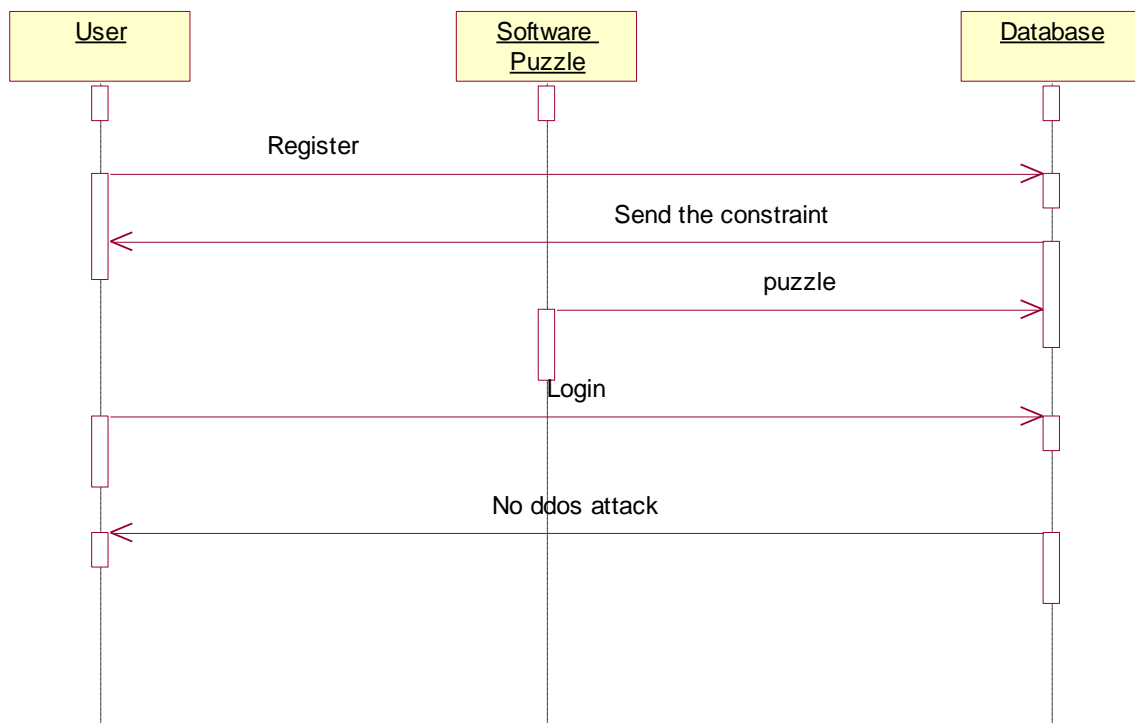 User
Software
Puzzle
Database
Register
Send the constraint
puzzle
Login
No ddos attack